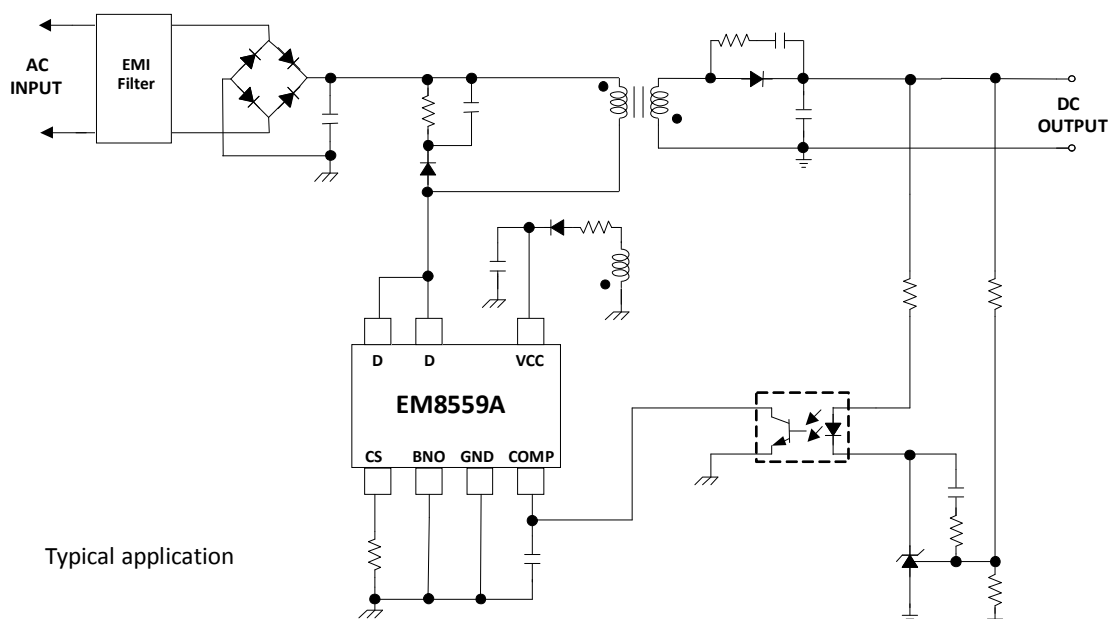 AC
INPUT
EMI
Filter
DC
OUTPUT
D D VCC
EM8559A
CS BNO GND COMP
Typical application